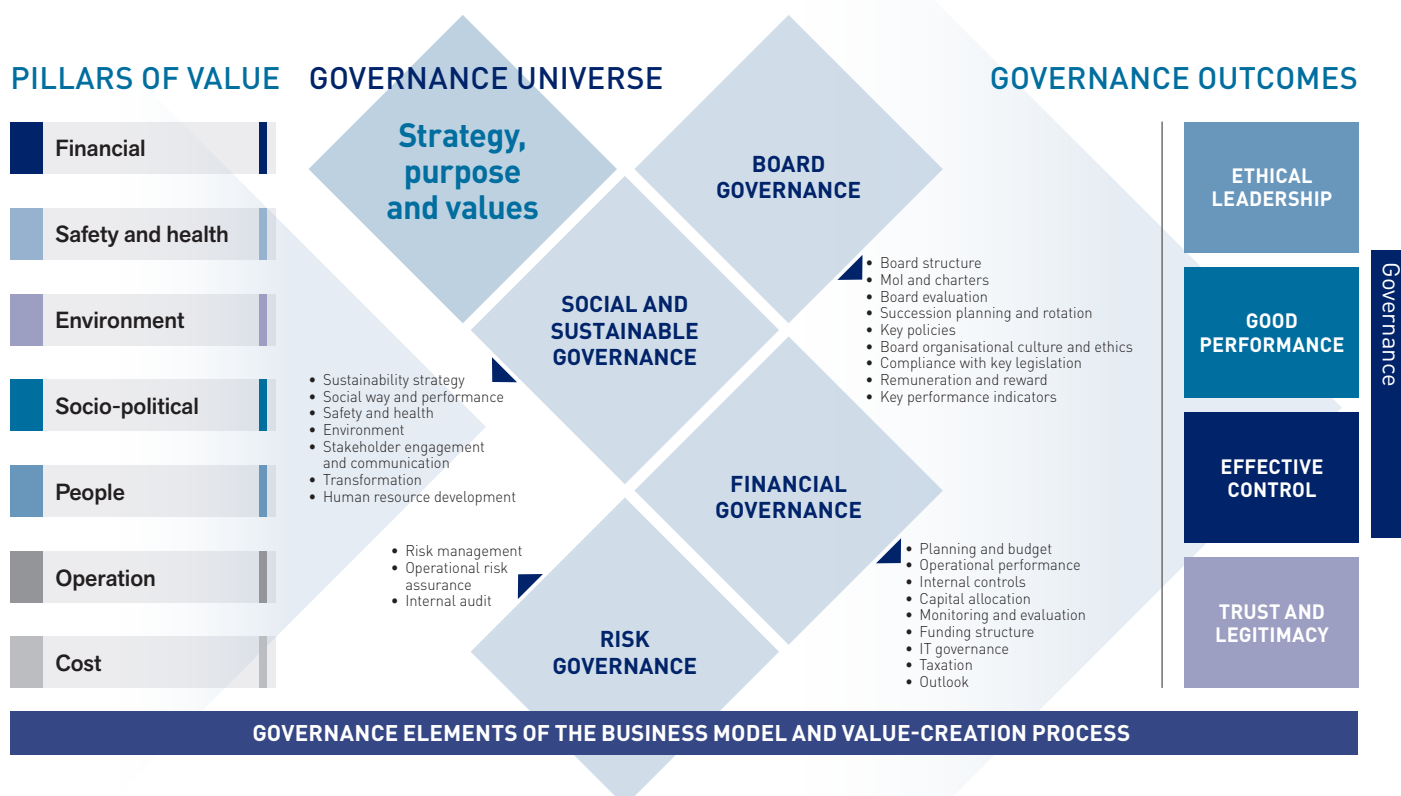 PILLARS OF VALUE
Financial
Safety and health
Environment
Socio-political
People
Operation
Cost
GOVERNANCE UNIVERSE
Strategy,
purpose
and values
BOARD
GOVERNANCE
• Board structure
• MoI and charters
• Board evaluation
• Succession planning and rotation
• Key policies
• Board organisational culture and ethics
• Compliance with key legislation
• Remuneration and reward
• Key performance indicators
SOCIAL AND
SUSTAINABLE
GOVERNANCE
• Sustainability strategy
• Social way and performance
• Safety and health
• Environment
• Stakeholder engagement
and communication
• Transformation
• Human resource development
FINANCIAL
GOVERNANCE
• Planning and budget
• Operational performance
• Internal controls
• Capital allocation
• Monitoring and evaluation
• Funding structure
• IT governance
• Taxation
• Outlook
• Risk management
• Operational risk
assurance
• Internal audit
RISK
GOVERNANCE
GOVERNANCE OUTCOMES
ETHICAL
LEADERSHIP
GOOD
PERFORMANCE
EFFECTIVE
CONTROL
TRUST AND
LEGITIMACY
Governance
GOVERNANCE ELEMENTS OF THE BUSINESS MODEL AND VALUE-CREATION PROCESS